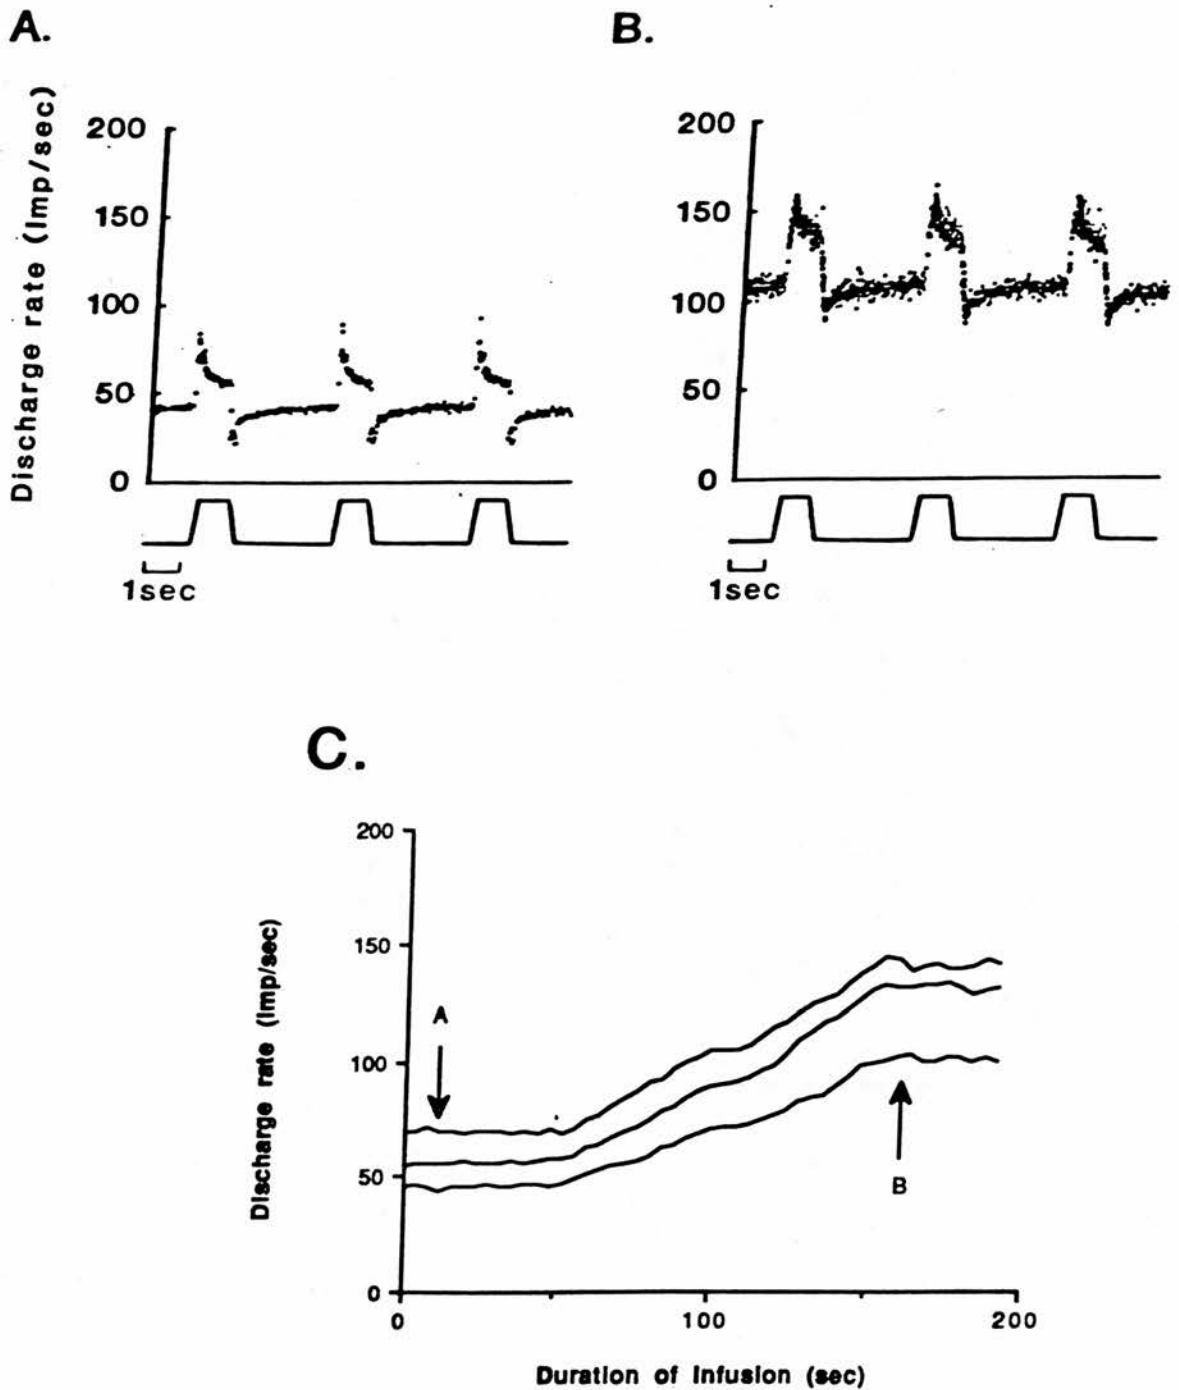 A.
B.
Discharge rate (Imp/sec)
200
150
100
50
0
1sec
200
150
100
50
0
1sec
C.
Discharge rate (Imp/sec)
200
150
100
50
0
A
B
0
100
200
Duration of Infusion (sec)